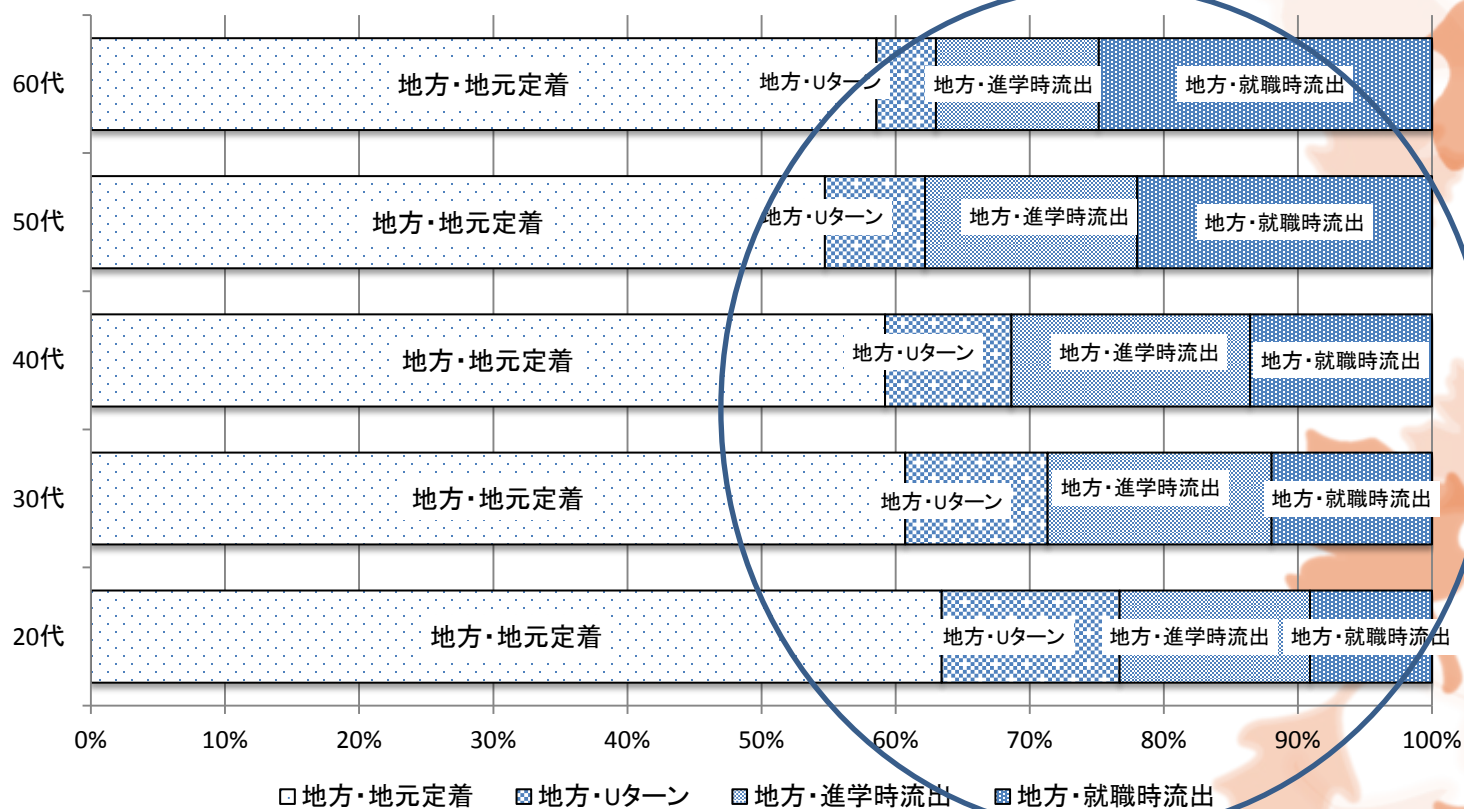 60代 地方・地元定着 地方・Uターン 地方・進学時流出 地方・就職時流出
50代 地方・地元定着 地方・Uターン 地方・進学時流出 地方・就職時流出
40代 地方・地元定着 地方・Uターン 地方・進学時流出 地方・就職時流出
30代 地方・地元定着 地方・Uターン 地方・進学時流出 地方・就職時流出
20代 地方・地元定着 地方・Uターン 地方・進学時流出 地方・就職時流出
0% 10% 20% 30% 40% 50% 60% 70% 80% 90% 100%
地方・地元定着 地方・Uターン 地方・進学時流出 地方・就職時流出